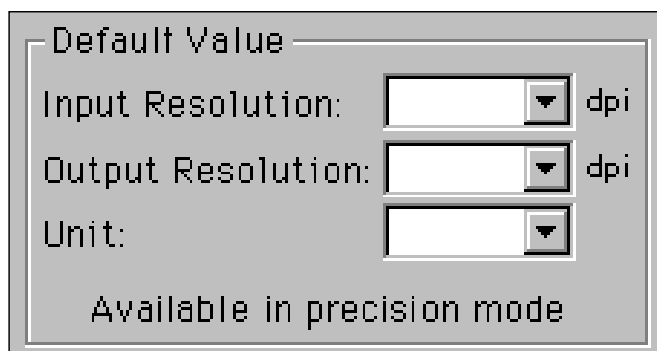 Default Value
Input Resolution: dpi
Output Resolution: dpi
Unit:
Available in precision mode